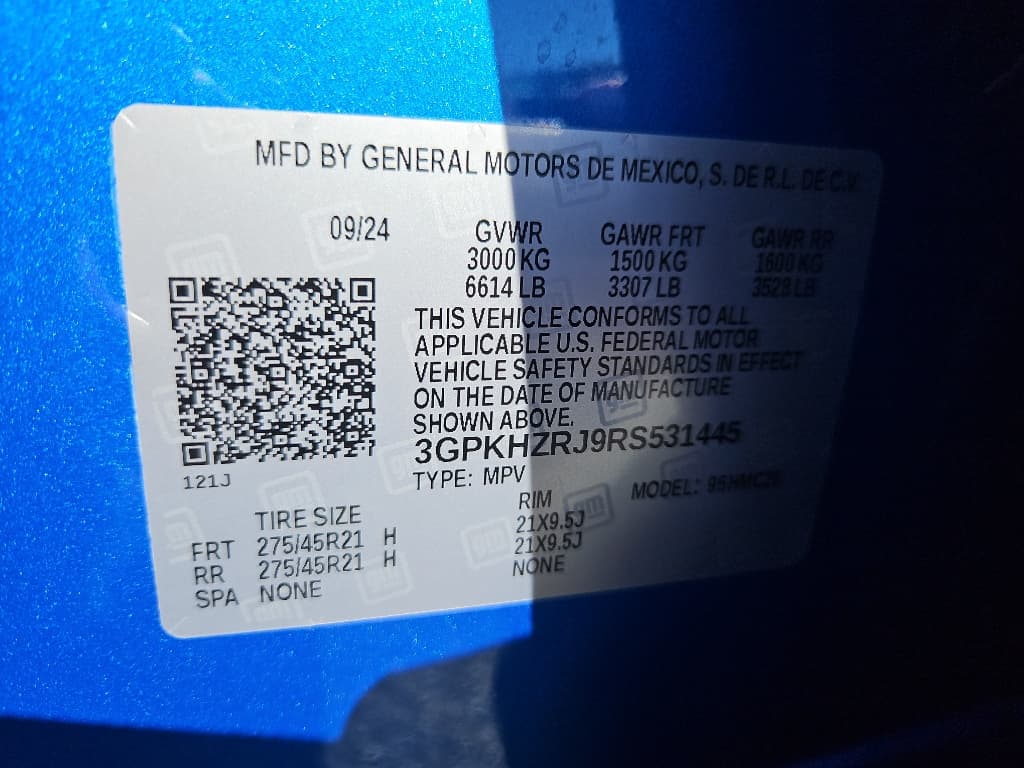 MFD BY GENERAL MOTORS DE MEXICO, S. DE R.L. DE C.V.
09/24 GVWR GAWR FRT GAWR RR
3000 KG 1500 KG 1600 KG
6614 LB 3307 LB 3528 LB
THIS VEHICLE CONFORMS TO ALL
APPLICABLE U.S. FEDERAL MOTOR
VEHICLE SAFETY STANDARDS IN EFFECT
ON THE DATE OF MANUFACTURE
SHOWN ABOVE.
3GPKHZRJ9RS531445
121J
TYPE: MPV MODEL:
TIRE SIZE RIM
FRT 275/45R21 H 21X9.5J
RR 275/45R21 H 21X9.5J
SPA NONE NONE